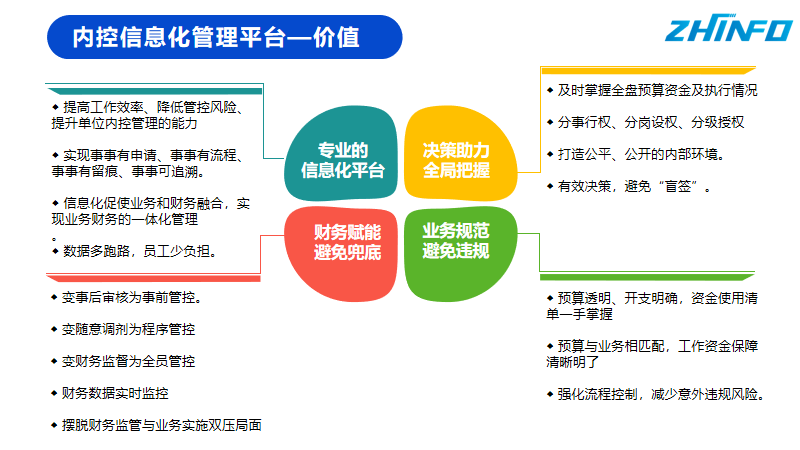 内控信息化管理平台—价值
ZHINFO
◆ 提高工作效率、降低管控风险、
提升单位内控管理的能力
◆ 实现事事有申请、事事有流程、
事事有留痕、事事可追溯。
◆ 信息化促使业务和财务融合，实
现业务财务的一体化管理
。
◆ 数据多跑路，员工少负担。
专业的
信息化平台
决策助力
全局把握
◆ 及时掌握全盘预算资金及执行情况
◆ 分事行权、分岗设权、分级授权
◆ 打造公平、公开的内部环境。
◆ 有效决策，避免“盲签”。
财务赋能
避免兜底
业务规范
避免违规
◆ 变事后审核为事前管控。
◆ 变随意调剂为程序管控
◆ 变财务监督为全员管控
◆ 财务数据实时监控
◆ 摆脱财务监管与业务实施双压局面
◆ 预算透明、开支明确，资金使用清
单一手掌握
◆ 预算与业务相匹配，工作资金保障
清晰明了
◆ 强化流程控制，减少意外违规风险。